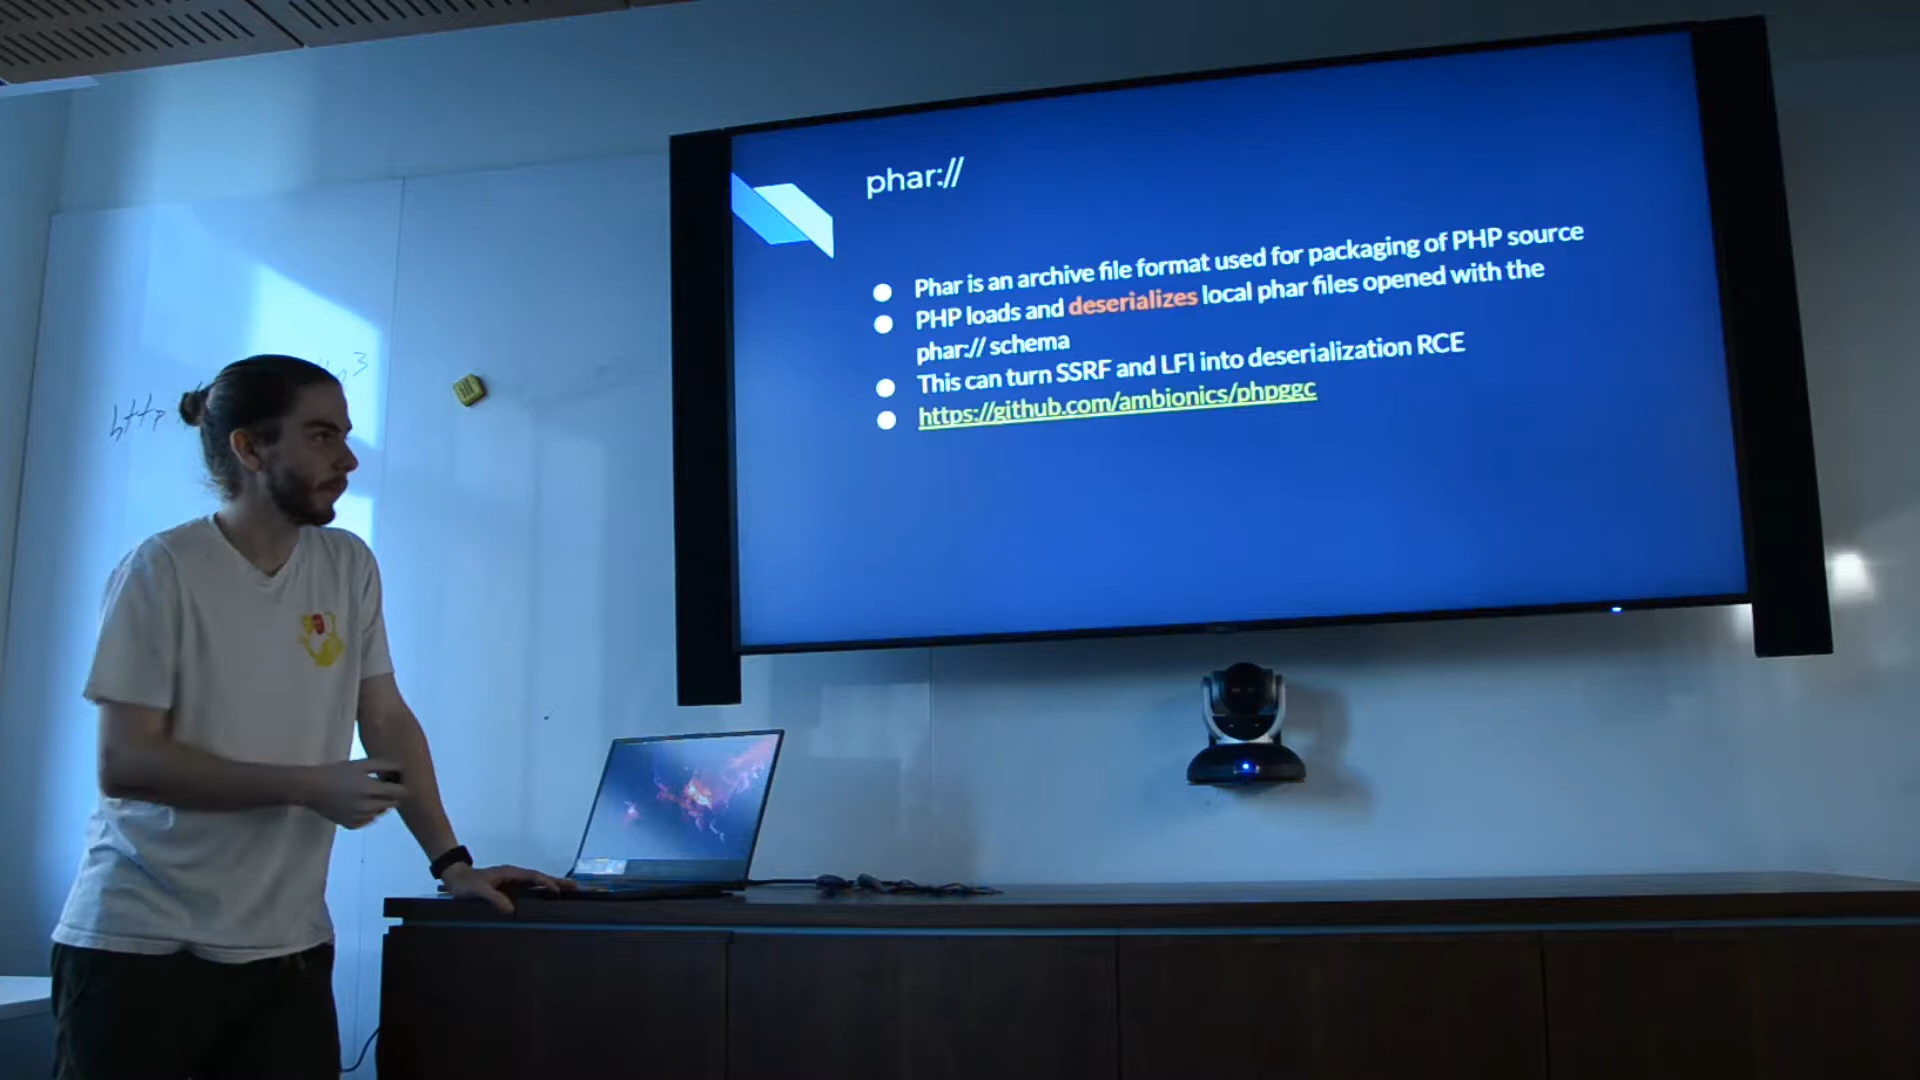 phar://
Phar is an archive file format used for packaging of PHP source
PHP loads and deserializes local phar files opened with the
phar:// schema
This can turn SSRF and LFI into deserialization RCE
https://github.com/ambionics/phpggc
http